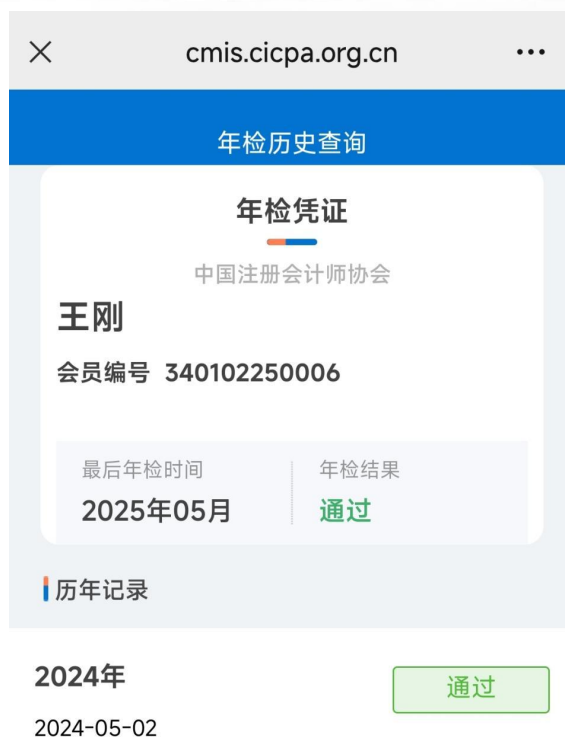 cmis.cicpa.org.cn
年检历史查询
年检凭证
中国注册会计师协会
王刚
会员编号 340102250006
最后年检时间 年检结果
2025年05月 通过
历年记录
2024年 通过
2024-05-02